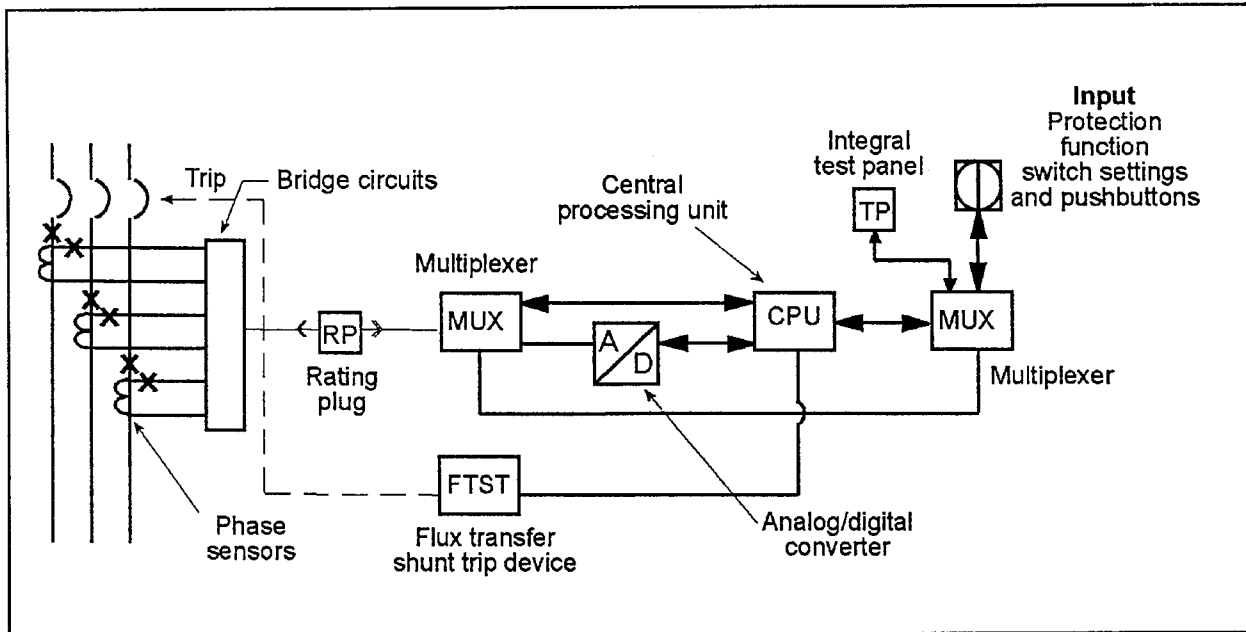 Input
Protection
function
switch settings
and pushbuttons
Integral
test panel
TP
Trip
Bridge circuits
Central
processing unit
Multiplexer
MUX
CPU
MUX
A
D
RP
Rating
plug
Multiplexer
FTST
Phase
sensors
Flux transfer
shunt trip device
Analog/digital
converter